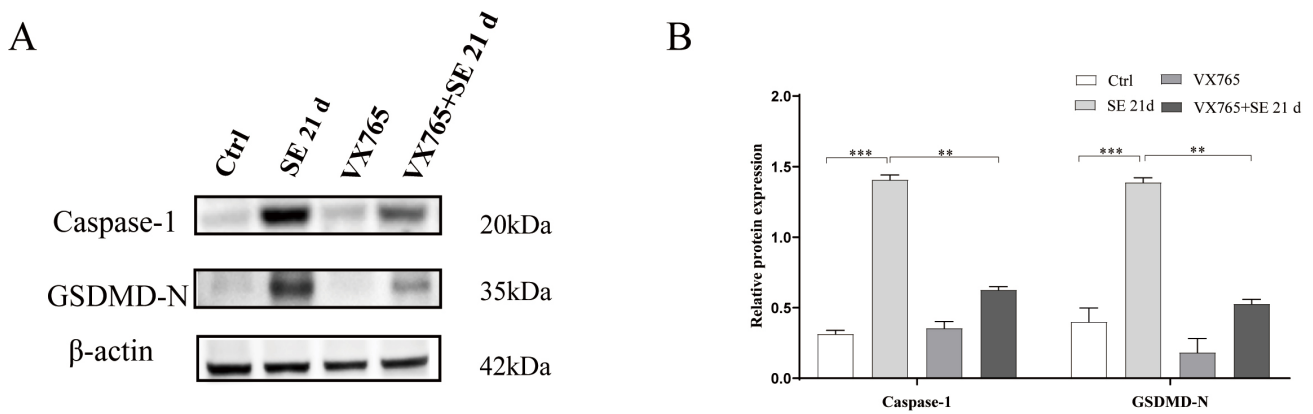 A
Ctrl
SE 21 d
VX765
VX765+SE 21 d
Caspase-1
20kDa
GSDMD-N
35kDa
β-actin
42kDa
B
Ctrl
VX765
SE 21d
VX765+SE 21 d
Relative protein expression
2.0
1.5
1.0
0.5
0.0
***
**
***
**
Caspase-1
GSDMD-N